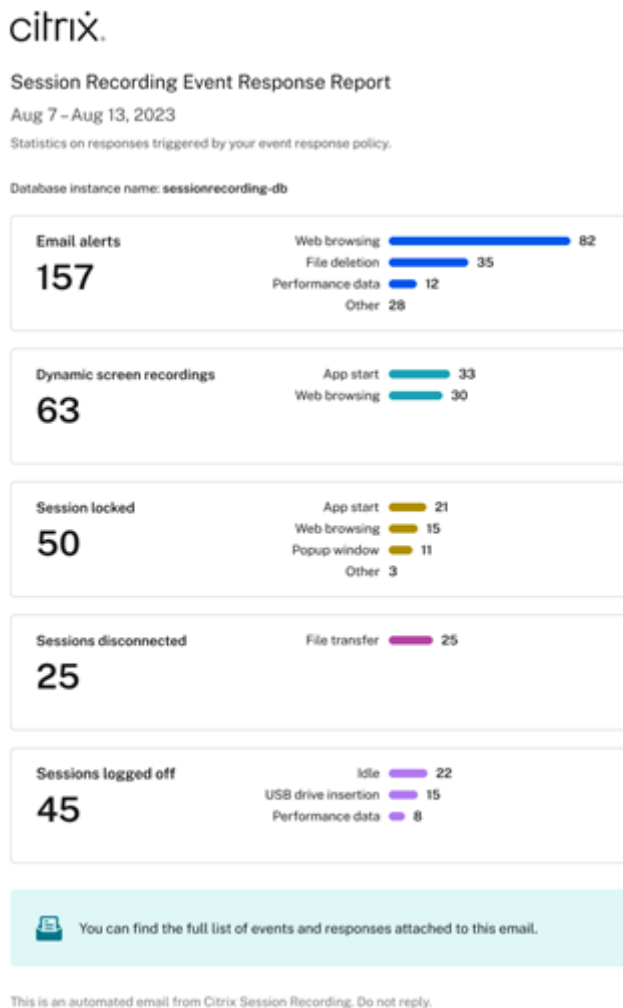 citrix.
Session Recording Event Response Report
Aug 7 – Aug 13, 2023
Statistics on responses triggered by your event response policy.
Database instance name: sessionrecording-db
Email alerts
157
Web browsing 82
File deletion 35
Performance data 12
Other 28
Dynamic screen recordings
63
App start 33
Web browsing 30
Session locked
50
App start 21
Web browsing 15
Popup window 11
Other 3
Sessions disconnected
25
File transfer 25
Sessions logged off
45
Idle 22
USB drive insertion 15
Performance data 8
You can find the full list of events and responses attached to this email.
This is an automated email from Citrix Session Recording. Do not reply.